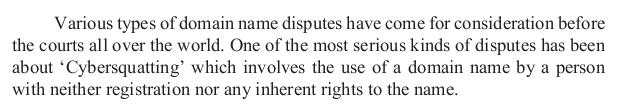 Various types of domain name disputes have come for consideration before
the courts all over the world. One of the most serious kinds of disputes has been
about ‘Cybersquatting’ which involves the use of a domain name by a person
with neither registration nor any inherent rights to the name.